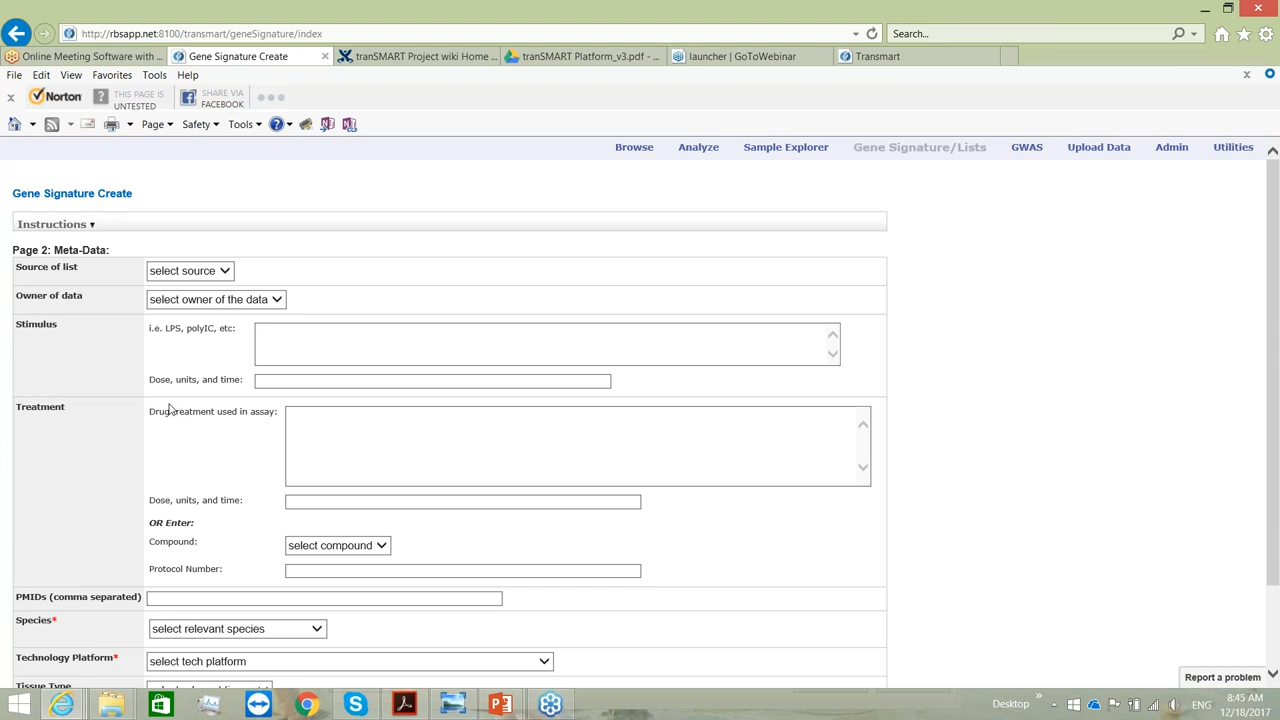 http://rbsapp.net:8100/transmart/geneSignature/index
Search...
Online Meeting Software with ...
Gene Signature Create
tranSMART Project wiki Home ...
tranSMART Platform_v3.pdf - ...
launcher | GoToWebinar
Transmart
File Edit View Favorites Tools Help
Norton
THIS PAGE IS
UNTESTED
SHARE VIA
FACEBOOK
Page Safety Tools
Browse Analyze Sample Explorer Gene Signature/Lists GWAS Upload Data Admin Utilities
Gene Signature Create
Instructions
Page 2: Meta-Data:
Source of list
select source
Owner of data
select owner of the data
Stimulus
i.e. LPS, polyIC, etc:
Dose, units, and time:
Treatment
Drug treatment used in assay:
Dose, units, and time:
OR Enter:
Compound:
select compound
Protocol Number:
PMIDs (comma separated)
Species*
select relevant species
Technology Platform*
select tech platform
Tissue Type
Report a problem
Desktop
ENG
8:45 AM
12/18/2017